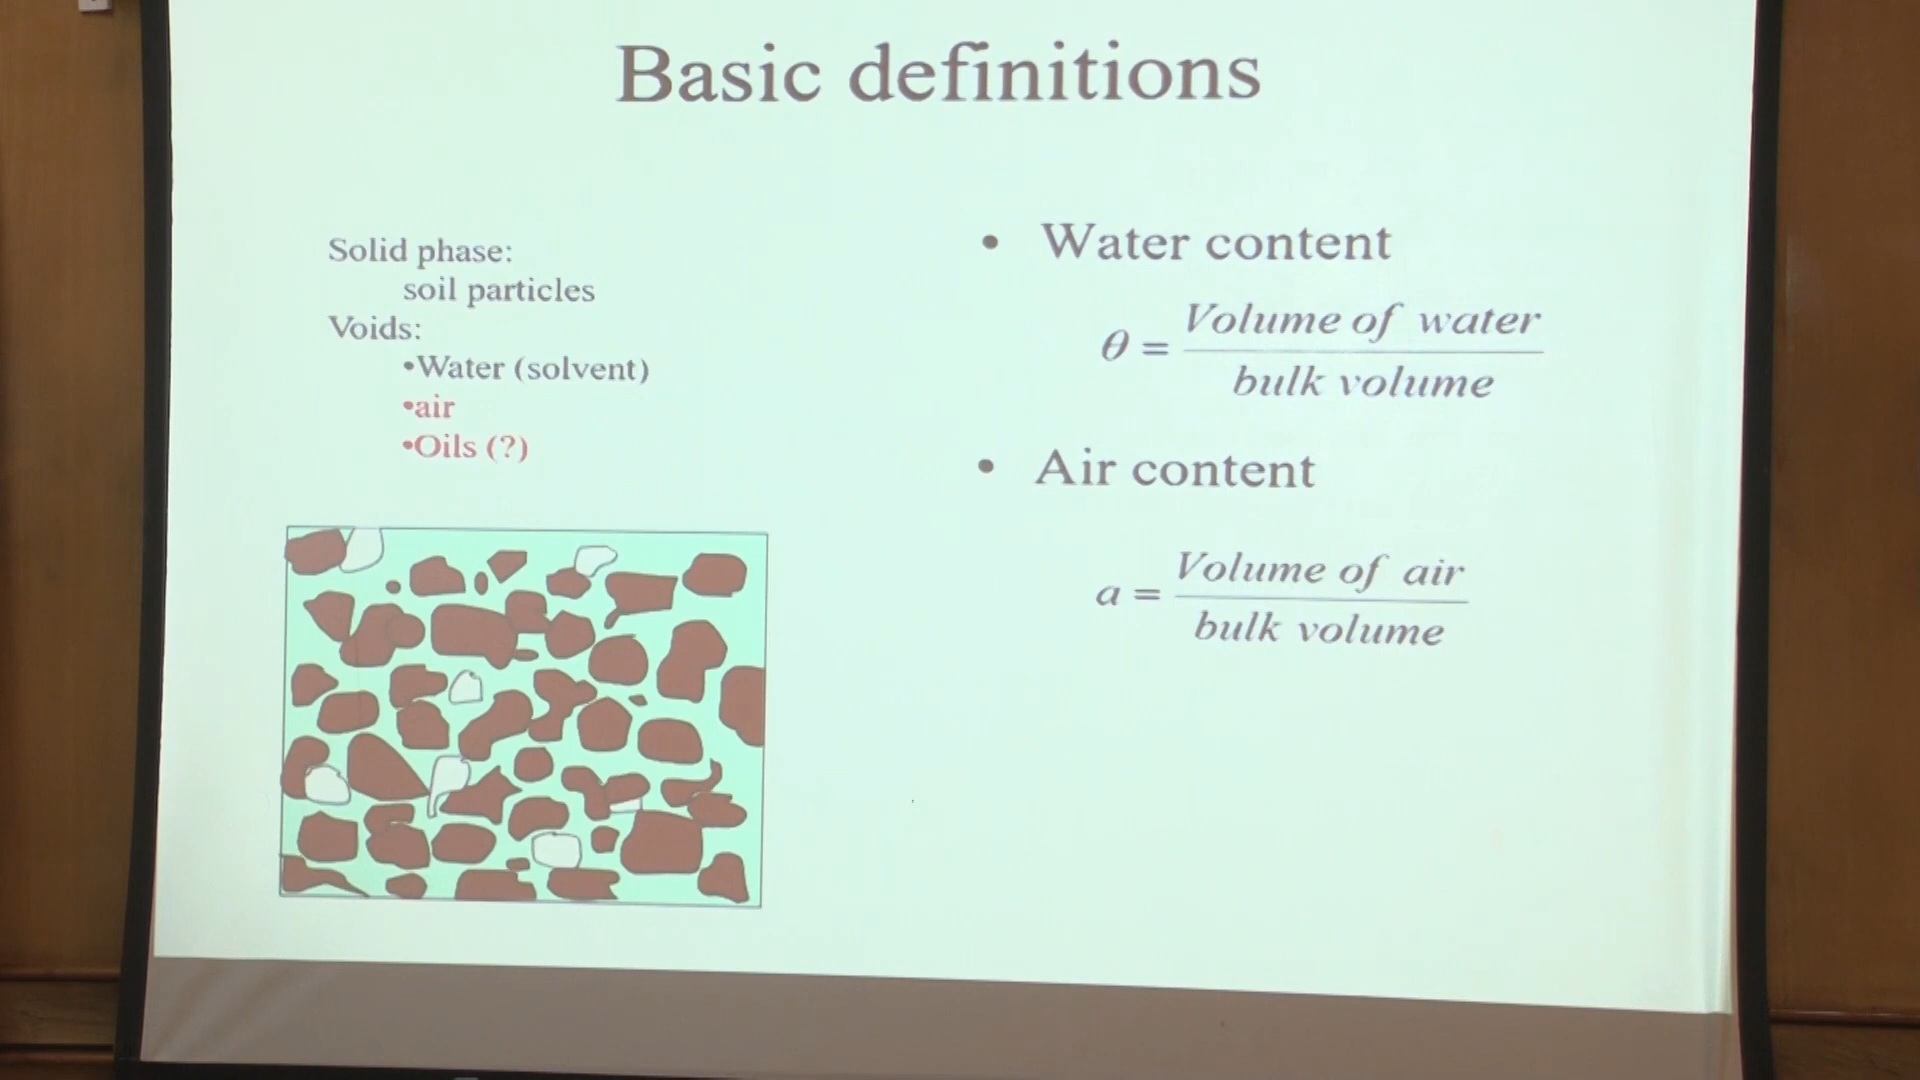 Basic definitions
Solid phase:
soil particles
Voids:
•Water (solvent)
•air
•Oils (?)
• Water content
θ = Volume of water
bulk volume
• Air content
a = Volume of air
bulk volume